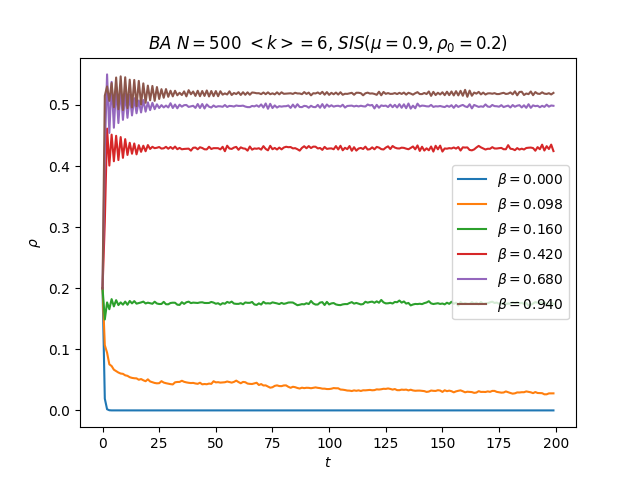 BA N = 500 < k >= 6, SIS(μ = 0.9, ρ₀ = 0.2)
ρ
0.5
0.4
0.3
0.2
0.1
0.0
β = 0.000
β = 0.098
β = 0.160
β = 0.420
β = 0.680
β = 0.940
0 25 50 75 100 125 150 175 200
t